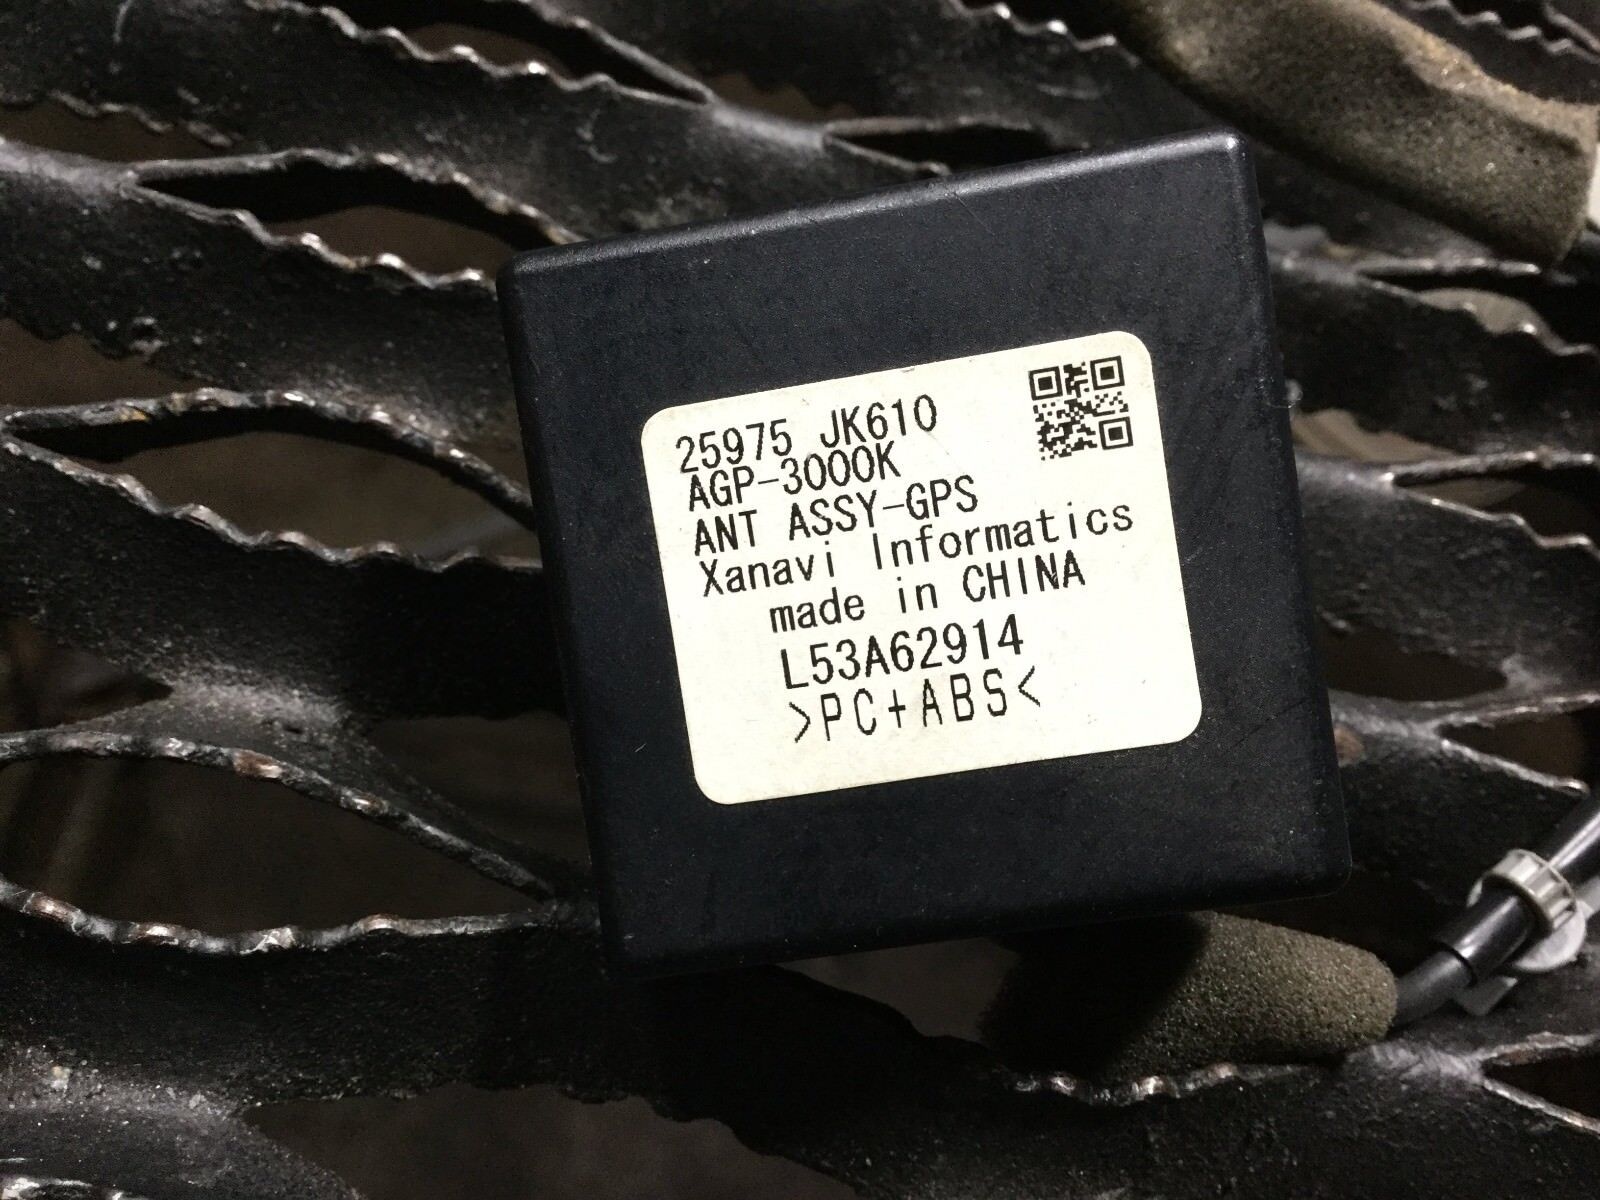 25975 JK610
AGP-3000K
ANT ASSY-GPS
Xanavi Informatics
made in CHINA
L53A62914
>PC+ABS<